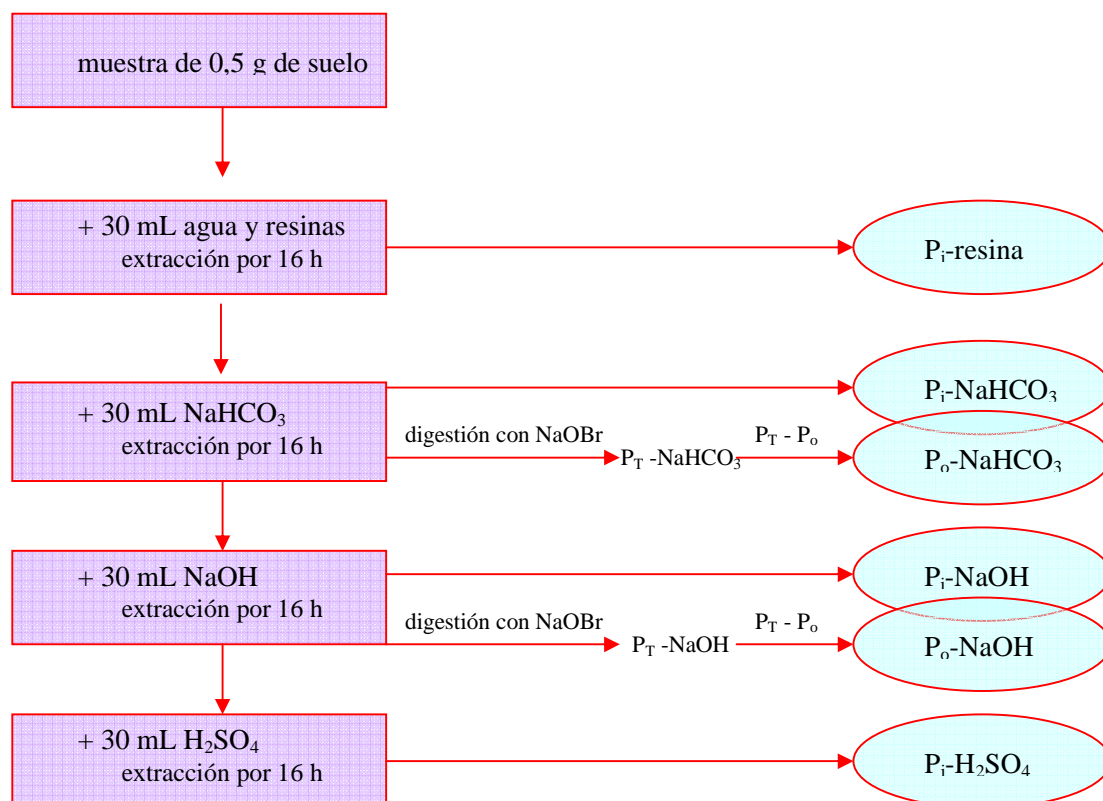 muestra de 0,5 g de suelo
+ 30 mL agua y resinas
extracción por 16 h
Pi-resina
+ 30 mL NaHCO3
extracción por 16 h
Pi-NaHCO3
digestión con NaOBr
PT - Po
PT -NaHCO3
Po-NaHCO3
+ 30 mL NaOH
extracción por 16 h
Pi-NaOH
digestión con NaOBr
PT - Po
PT -NaOH
Po-NaOH
+ 30 mL H2SO4
extracción por 16 h
Pi-H2SO4